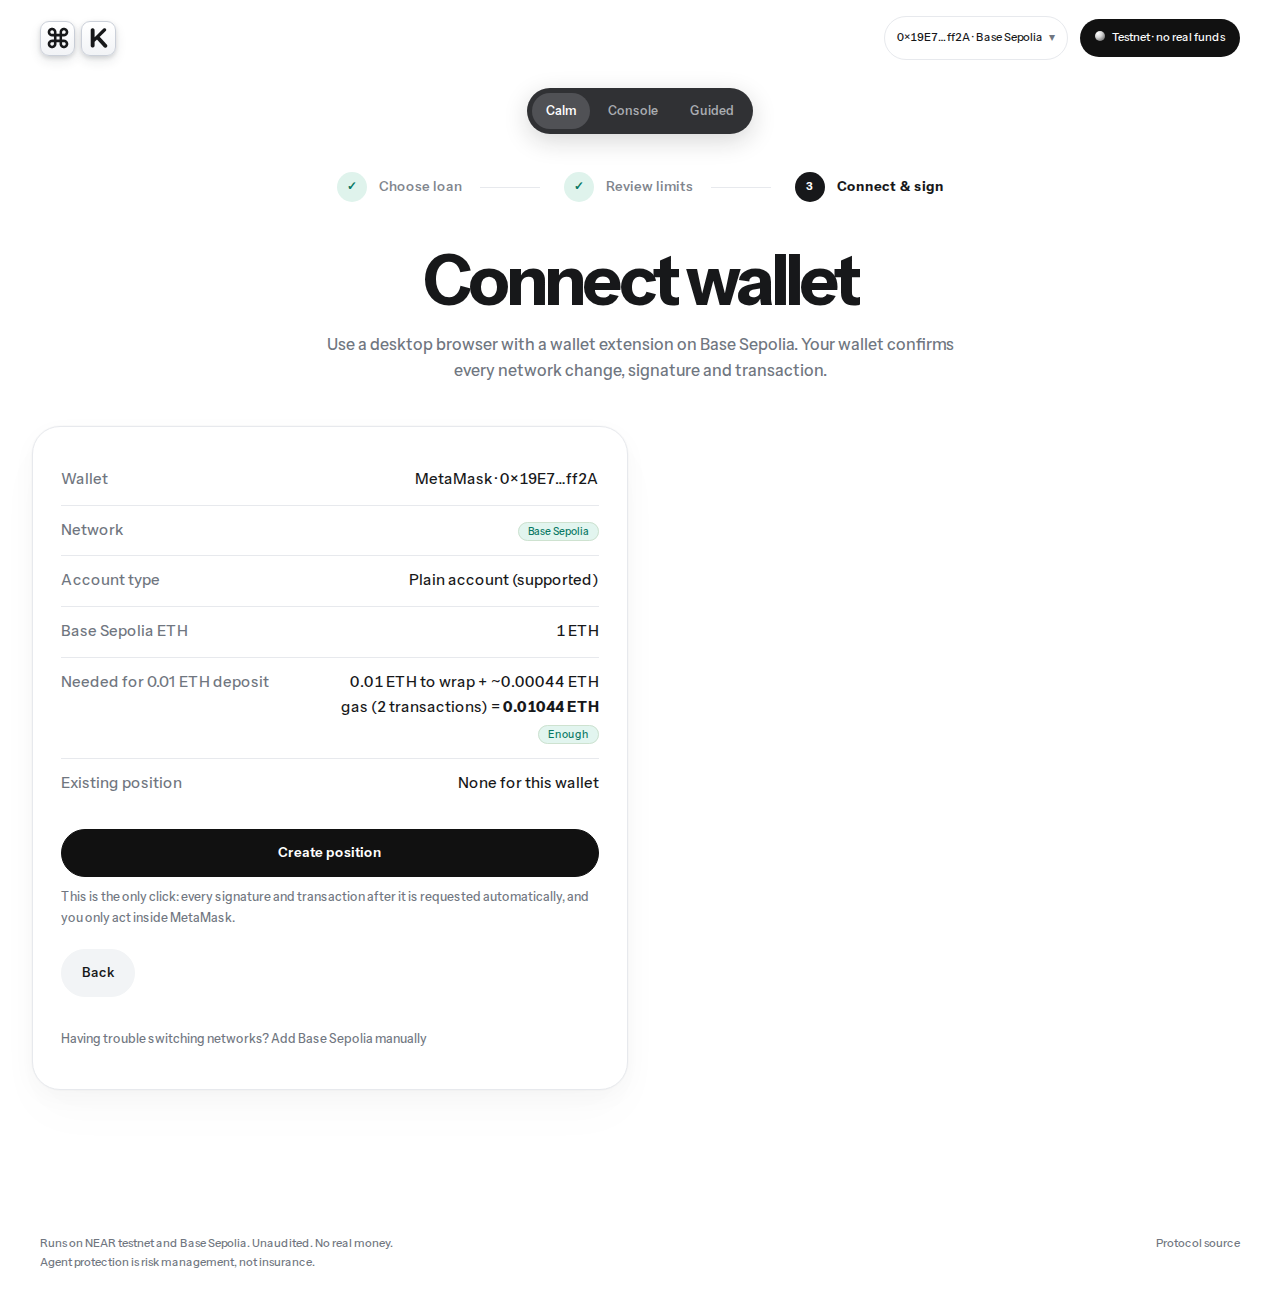 ⌘ K
0×19E7…ff2A · Base Sepolia ▾
Testnet · no real funds
Calm Console Guided
✓ Choose loan ✓ Review limits 3 Connect & sign
Connect wallet
Use a desktop browser with a wallet extension on Base Sepolia. Your wallet confirms
every network change, signature and transaction.
Wallet MetaMask · 0×19E7…ff2A
Network Base Sepolia
Account type Plain account (supported)
Base Sepolia ETH 1 ETH
Needed for 0.01 ETH deposit 0.01 ETH to wrap + ~0.00044 ETH
gas (2 transactions) = 0.01044 ETH
Enough
Existing position None for this wallet
Create position
This is the only click: every signature and transaction after it is requested automatically, and
you only act inside MetaMask.
Back
Having trouble switching networks? Add Base Sepolia manually
Runs on NEAR testnet and Base Sepolia. Unaudited. No real money.
Agent protection is risk management, not insurance.
Protocol source